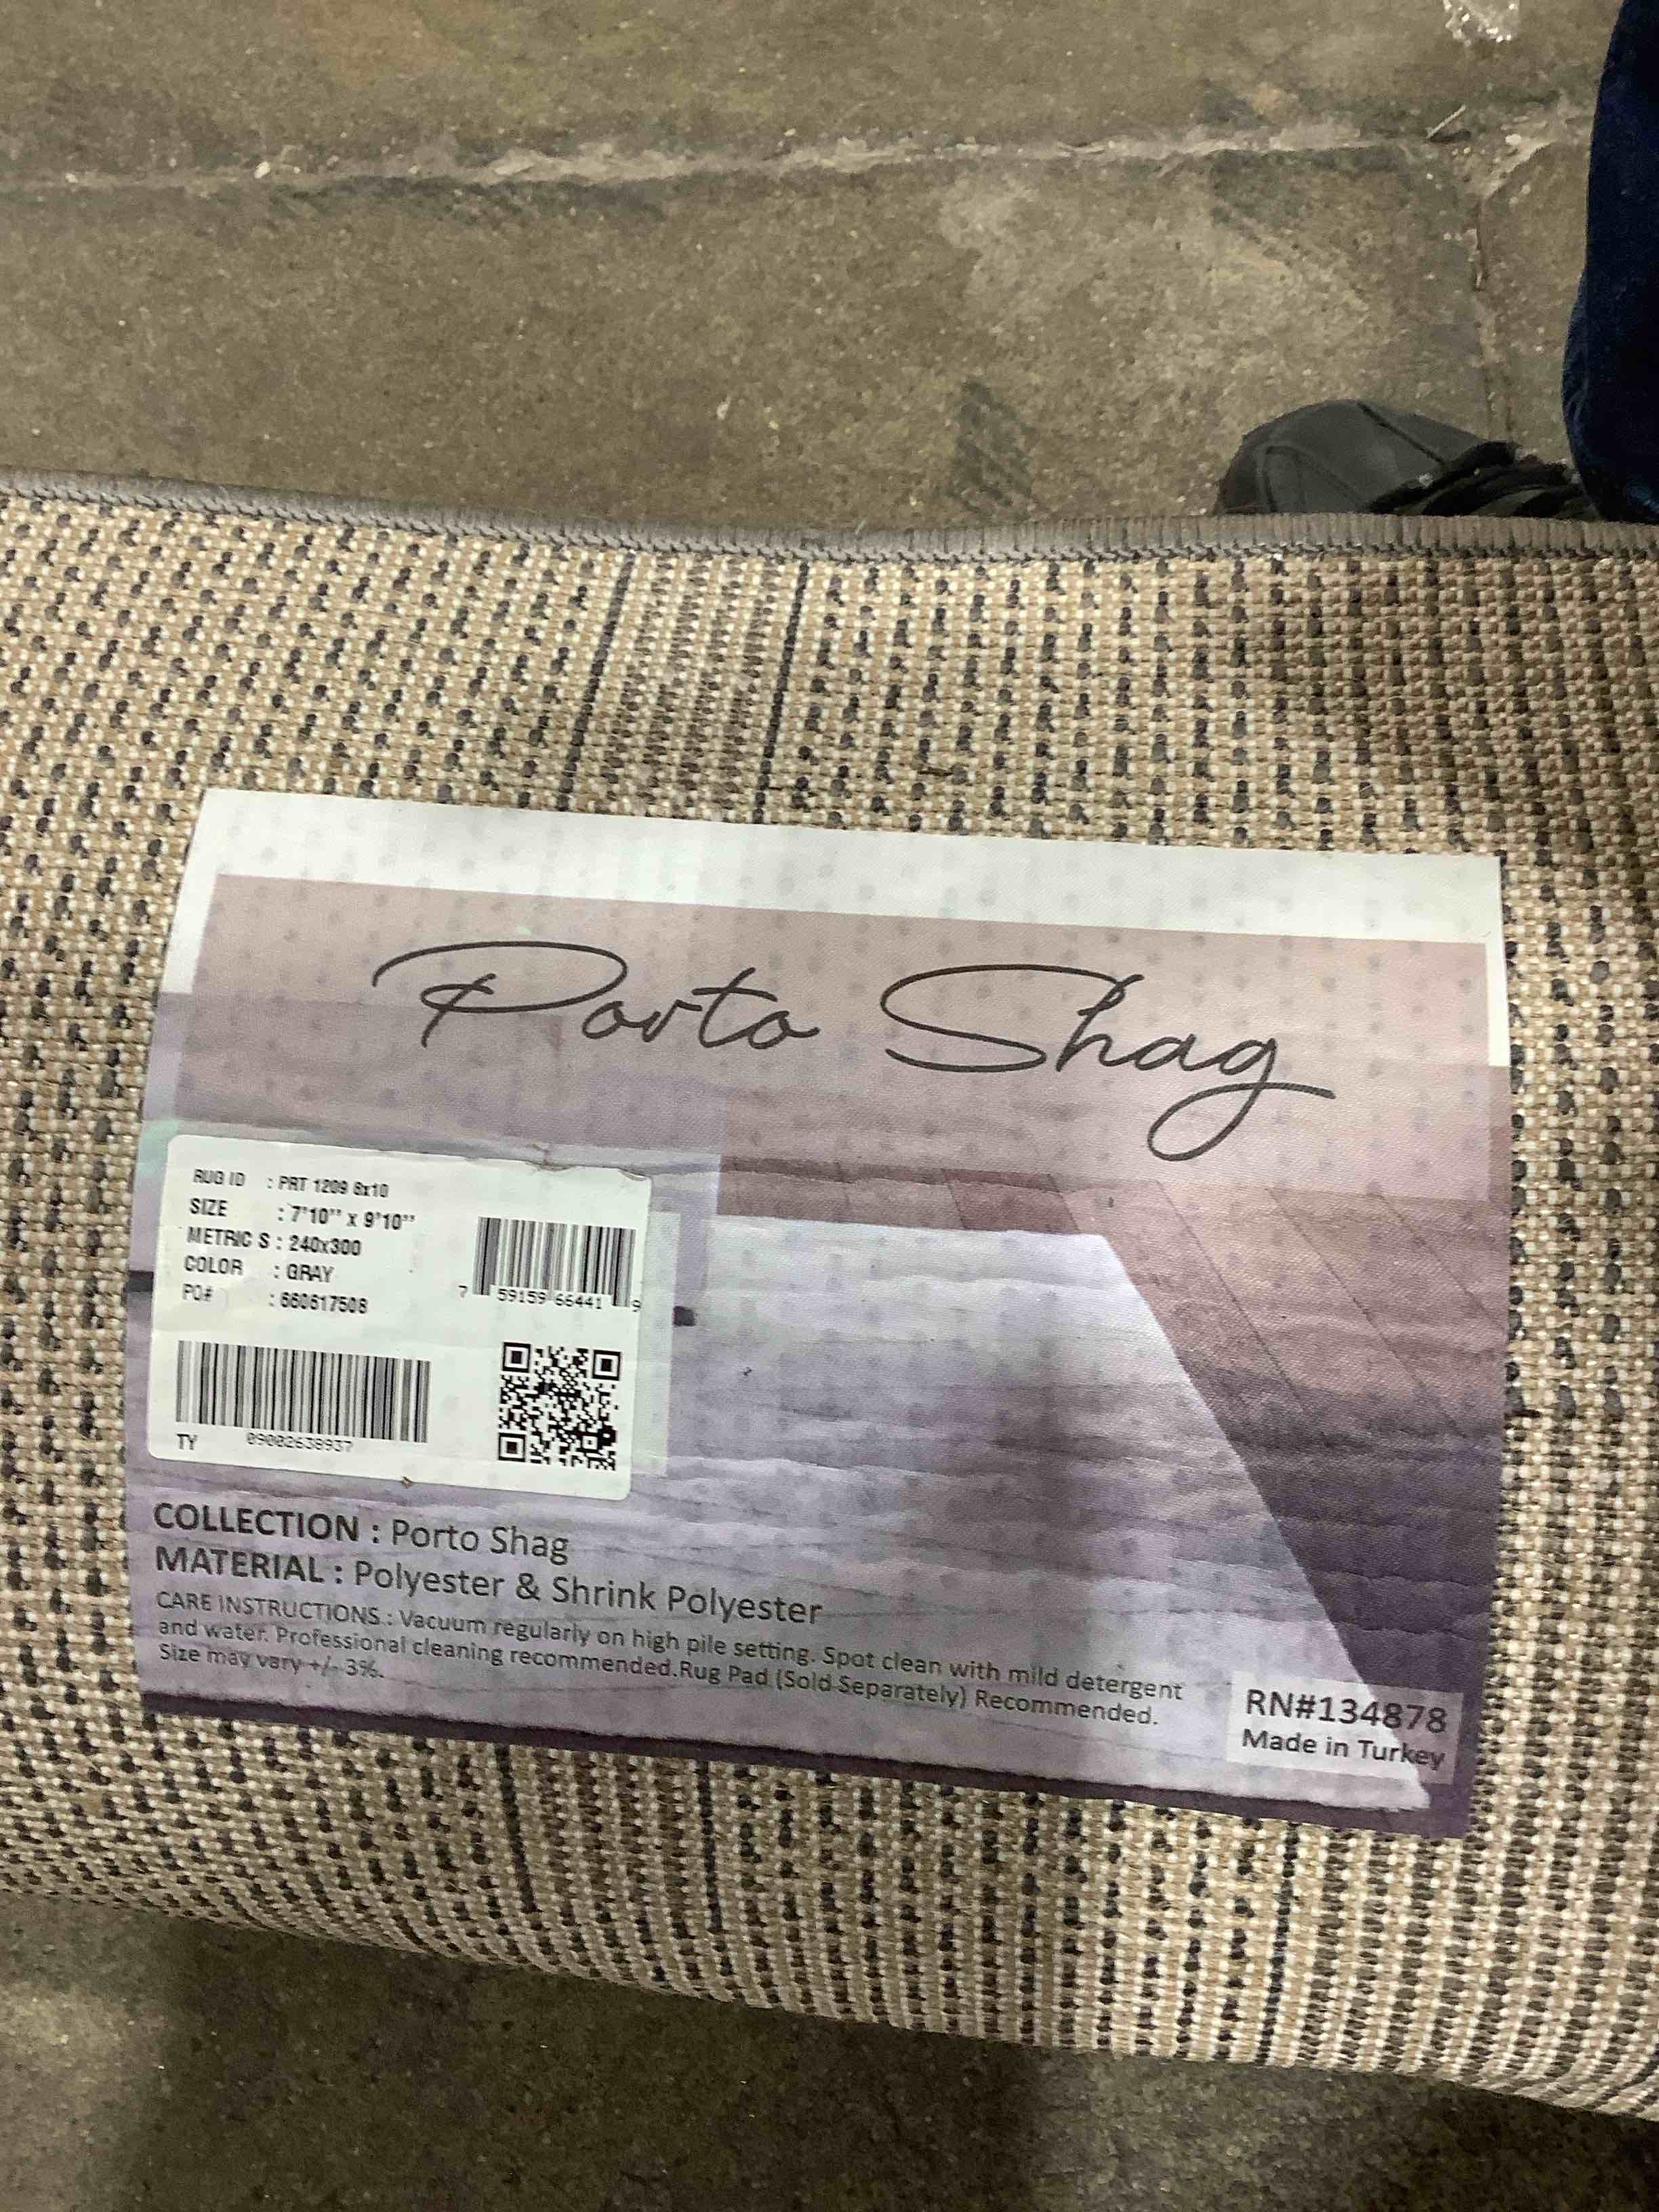 Porto Shag
RUG ID : PRT 1209 8x10
SIZE : 7'10'' x 9'10''
METRIC S : 240x300
COLOR : GRAY
PO# : 660617508
7 59159 66441 9
TY 09002638937
COLLECTION : Porto Shag
MATERIAL : Polyester & Shrink Polyester
CARE INSTRUCTIONS : Vacuum regularly on high pile setting. Spot clean with mild detergent
and water. Professional cleaning recommended.Rug Pad (Sold Separately) Recommended.
Size may vary +/- 3%.
RN#134878
Made in Turkey